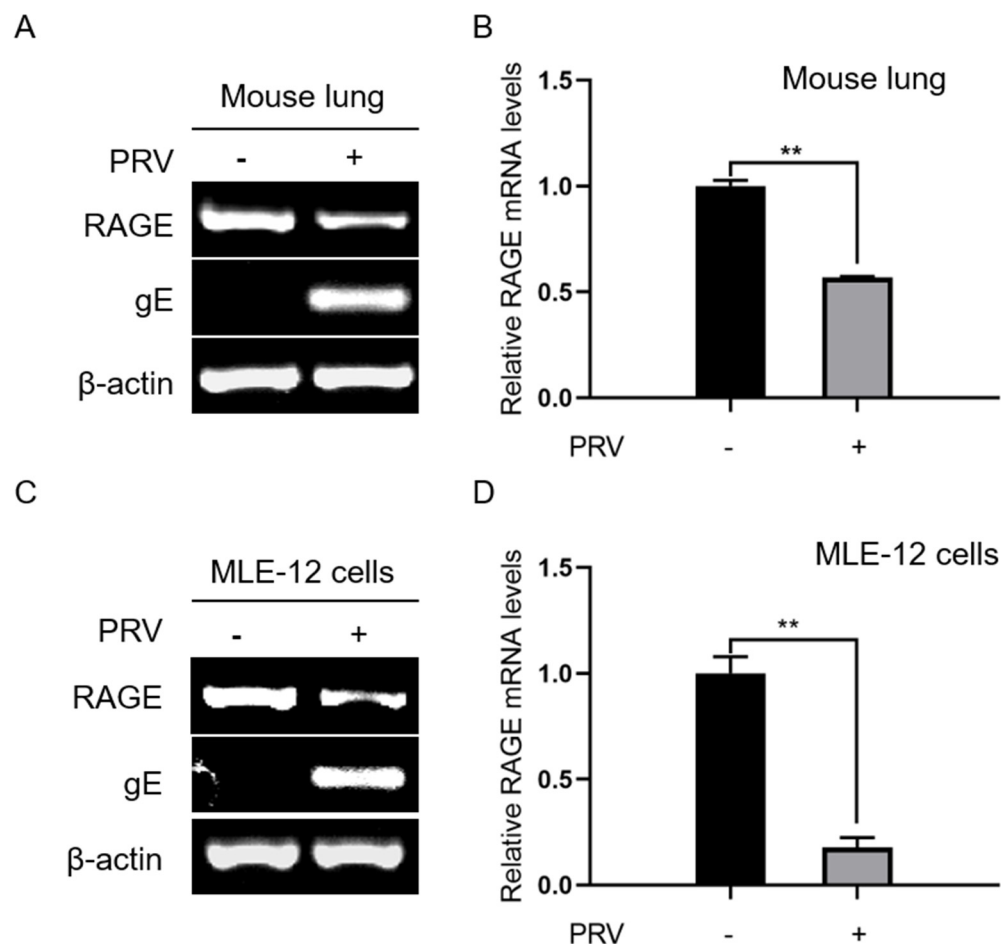 A
Mouse lung
PRV - +
RAGE
gE
β-actin
B
Mouse lung
Relative RAGE mRNA levels
1.5
1.0
0.5
0.0
**
PRV - +
C
MLE-12 cells
PRV - +
RAGE
gE
β-actin
D
MLE-12 cells
Relative RAGE mRNA levels
1.5
1.0
0.5
0.0
**
PRV - +